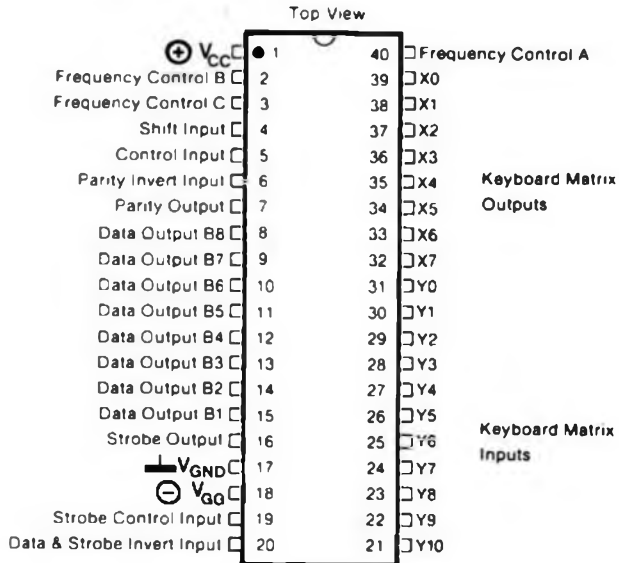 Top View
⊕ VCC 1 40 Frequency Control A
Frequency Control B 2 39 X0
Frequency Control C 3 38 X1
Shift Input 4 37 X2
Control Input 5 36 X3
Parity Invert Input 6 35 X4
Keyboard Matrix
Parity Output 7 34 X5
Outputs
Data Output B8 8 33 X6
Data Output B7 9 32 X7
Data Output B6 10 31 Y0
Data Output B5 11 30 Y1
Data Output B4 12 29 Y2
Data Output B3 13 28 Y3
Data Output B2 14 27 Y4
Data Output B1 15 26 Y5
Keyboard Matrix
Strobe Output 16 25 Y6
Inputs
VGND 17 24 Y7
⊖ VGG 18 23 Y8
Strobe Control Input 19 22 Y9
Data & Strobe Invert Input 20 21 Y10